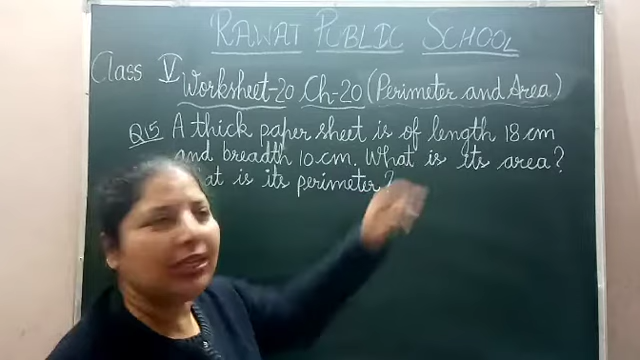 RAWAT PUBLIC SCHOOL
Class V
Worksheet-20 Ch-20 (Perimeter and Area)
Q15 A thick paper sheet is of length 18 cm
and breadth 10 cm. What is its area?
is its perimeter?